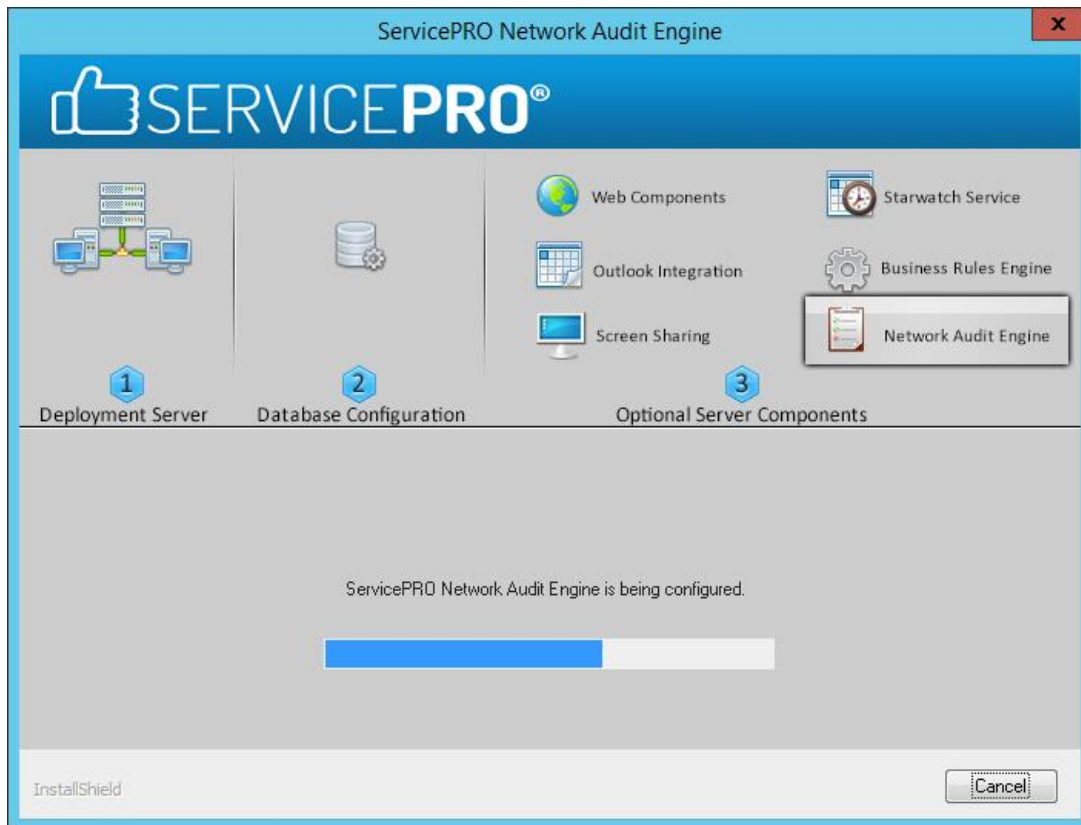 ServicePRO Network Audit Engine
x
SERVICEPRO®
Web Components
Starwatch Service
Outlook Integration
Business Rules Engine
Screen Sharing
Network Audit Engine
1
2
3
Deployment Server
Database Configuration
Optional Server Components
ServicePRO Network Audit Engine is being configured.
InstallShield
Cancel